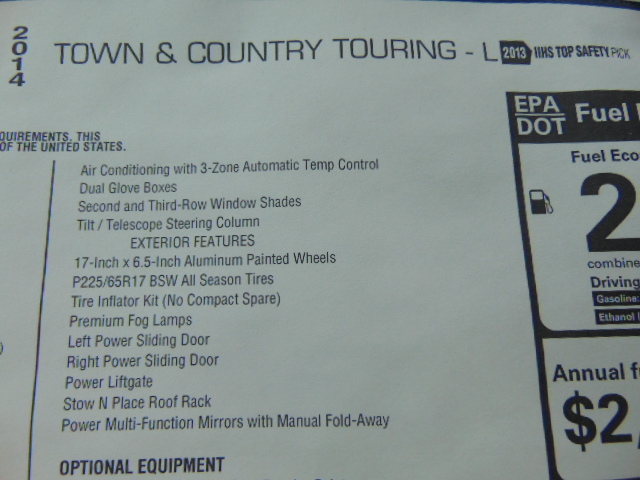 2014
TOWN & COUNTRY TOURING - L 2013 IIHS TOP SAFETY PICK
QUIREMENTS. THIS
OF THE UNITED STATES.
Air Conditioning with 3-Zone Automatic Temp Control
Dual Glove Boxes
Second and Third-Row Window Shades
Tilt / Telescope Steering Column
EXTERIOR FEATURES
17-Inch x 6.5-Inch Aluminum Painted Wheels
P225/65R17 BSW All Season Tires
Tire Inflator Kit (No Compact Spare)
Premium Fog Lamps
Left Power Sliding Door
Right Power Sliding Door
Power Liftgate
Stow N Place Roof Rack
Power Multi-Function Mirrors with Manual Fold-Away
OPTIONAL EQUIPMENT
EPA
DOT
Fuel
Fuel Eco
2
combine
Driving
Gasoline:
Ethanol
Annual f
$2,